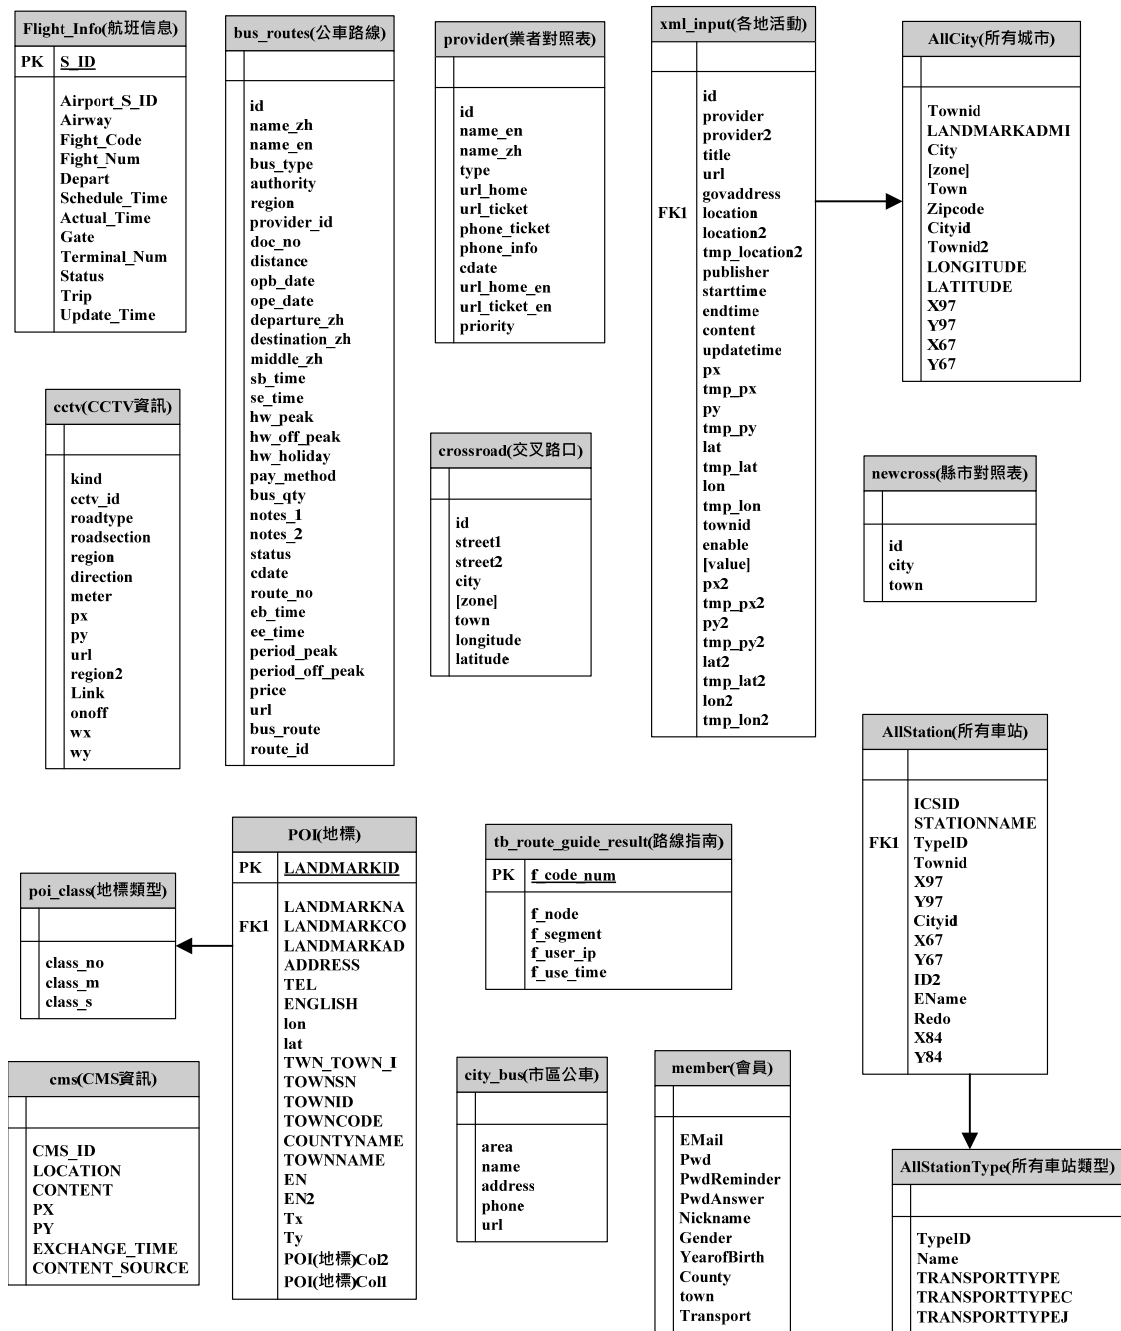 Flight_Info(航班信息)
PK S_ID
Airport_S_ID
Airway
Fight_Code
Fight_Num
Depart
Schedule_Time
Actual_Time
Gate
Terminal_Num
Status
Trip
Update_Time
bus_routes(公車路線)
id
name_zh
name_en
bus_type
authority
region
provider_id
doc_no
distance
opb_date
ope_date
departure_zh
destination_zh
middle_zh
sb_time
se_time
hw_peak
hw_off_peak
hw_holiday
pay_method
bus_qty
notes_1
notes_2
status
cdate
route_no
eb_time
ee_time
period_peak
period_off_peak
price
url
bus_route
route_id
provider(業者對照表)
id
name_en
name_zh
type
url_home
url_ticket
phone_ticket
phone_info
cdate
url_home_en
url_ticket_en
priority
xml_input(各地活動)
id
provider
provider2
title
url
govaddress
FK1 location
location2
tmp_location2
publisher
starttime
endtime
content
updatetime
px
tmp_px
py
tmp_py
lat
tmp_lat
lon
tmp_lon
townid
enable
[value]
px2
tmp_px2
py2
tmp_py2
lat2
tmp_lat2
lon2
tmp_lon2
AllCity(所有城市)
Townid
LANDMARKADMI
City
[zone]
Town
Zipcode
Cityid
Townid2
LONGITUDE
LATITUDE
X97
Y97
X67
Y67
cctv(CCTV資訊)
kind
cctv_id
roadtype
roadsection
region
direction
meter
px
py
url
region2
Link
onoff
wx
wy
crossroad(交叉路口)
id
street1
street2
city
[zone]
town
longitude
latitude
newcross(縣市對照表)
id
city
town
AllStation(所有車站)
ICSID
STATIONNAME
FK1 TypeID
Townid
X97
Y97
Cityid
X67
Y67
ID2
EName
Redo
X84
Y84
poi_class(地標類型)
class_no
class_m
class_s
POI(地標)
PK LANDMARKID
LANDMARKNA
FK1 LANDMARKCO
LANDMARKAD
ADDRESS
TEL
ENGLISH
lon
lat
TWN_TOWN_I
TOWNSN
TOWNID
TOWNCODE
COUNTYNAME
TOWNNAME
EN
EN2
Tx
Ty
POI(地標)Col2
POI(地標)Col1
tb_route_guide_result(路線指南)
PK f_code_num
f_node
f_segment
f_user_ip
f_use_time
cms(CMS資訊)
CMS_ID
LOCATION
CONTENT
PX
PY
EXCHANGE_TIME
CONTENT_SOURCE
city_bus(市區公車)
area
name
address
phone
url
member(會員)
EMail
Pwd
PwdReminder
PwdAnswer
Nickname
Gender
YearofBirth
County
town
Transport
AllStationType(所有車站類型)
TypeID
Name
TRANSPORTTYPE
TRANSPORTTYPEC
TRANSPORTTYPEJ